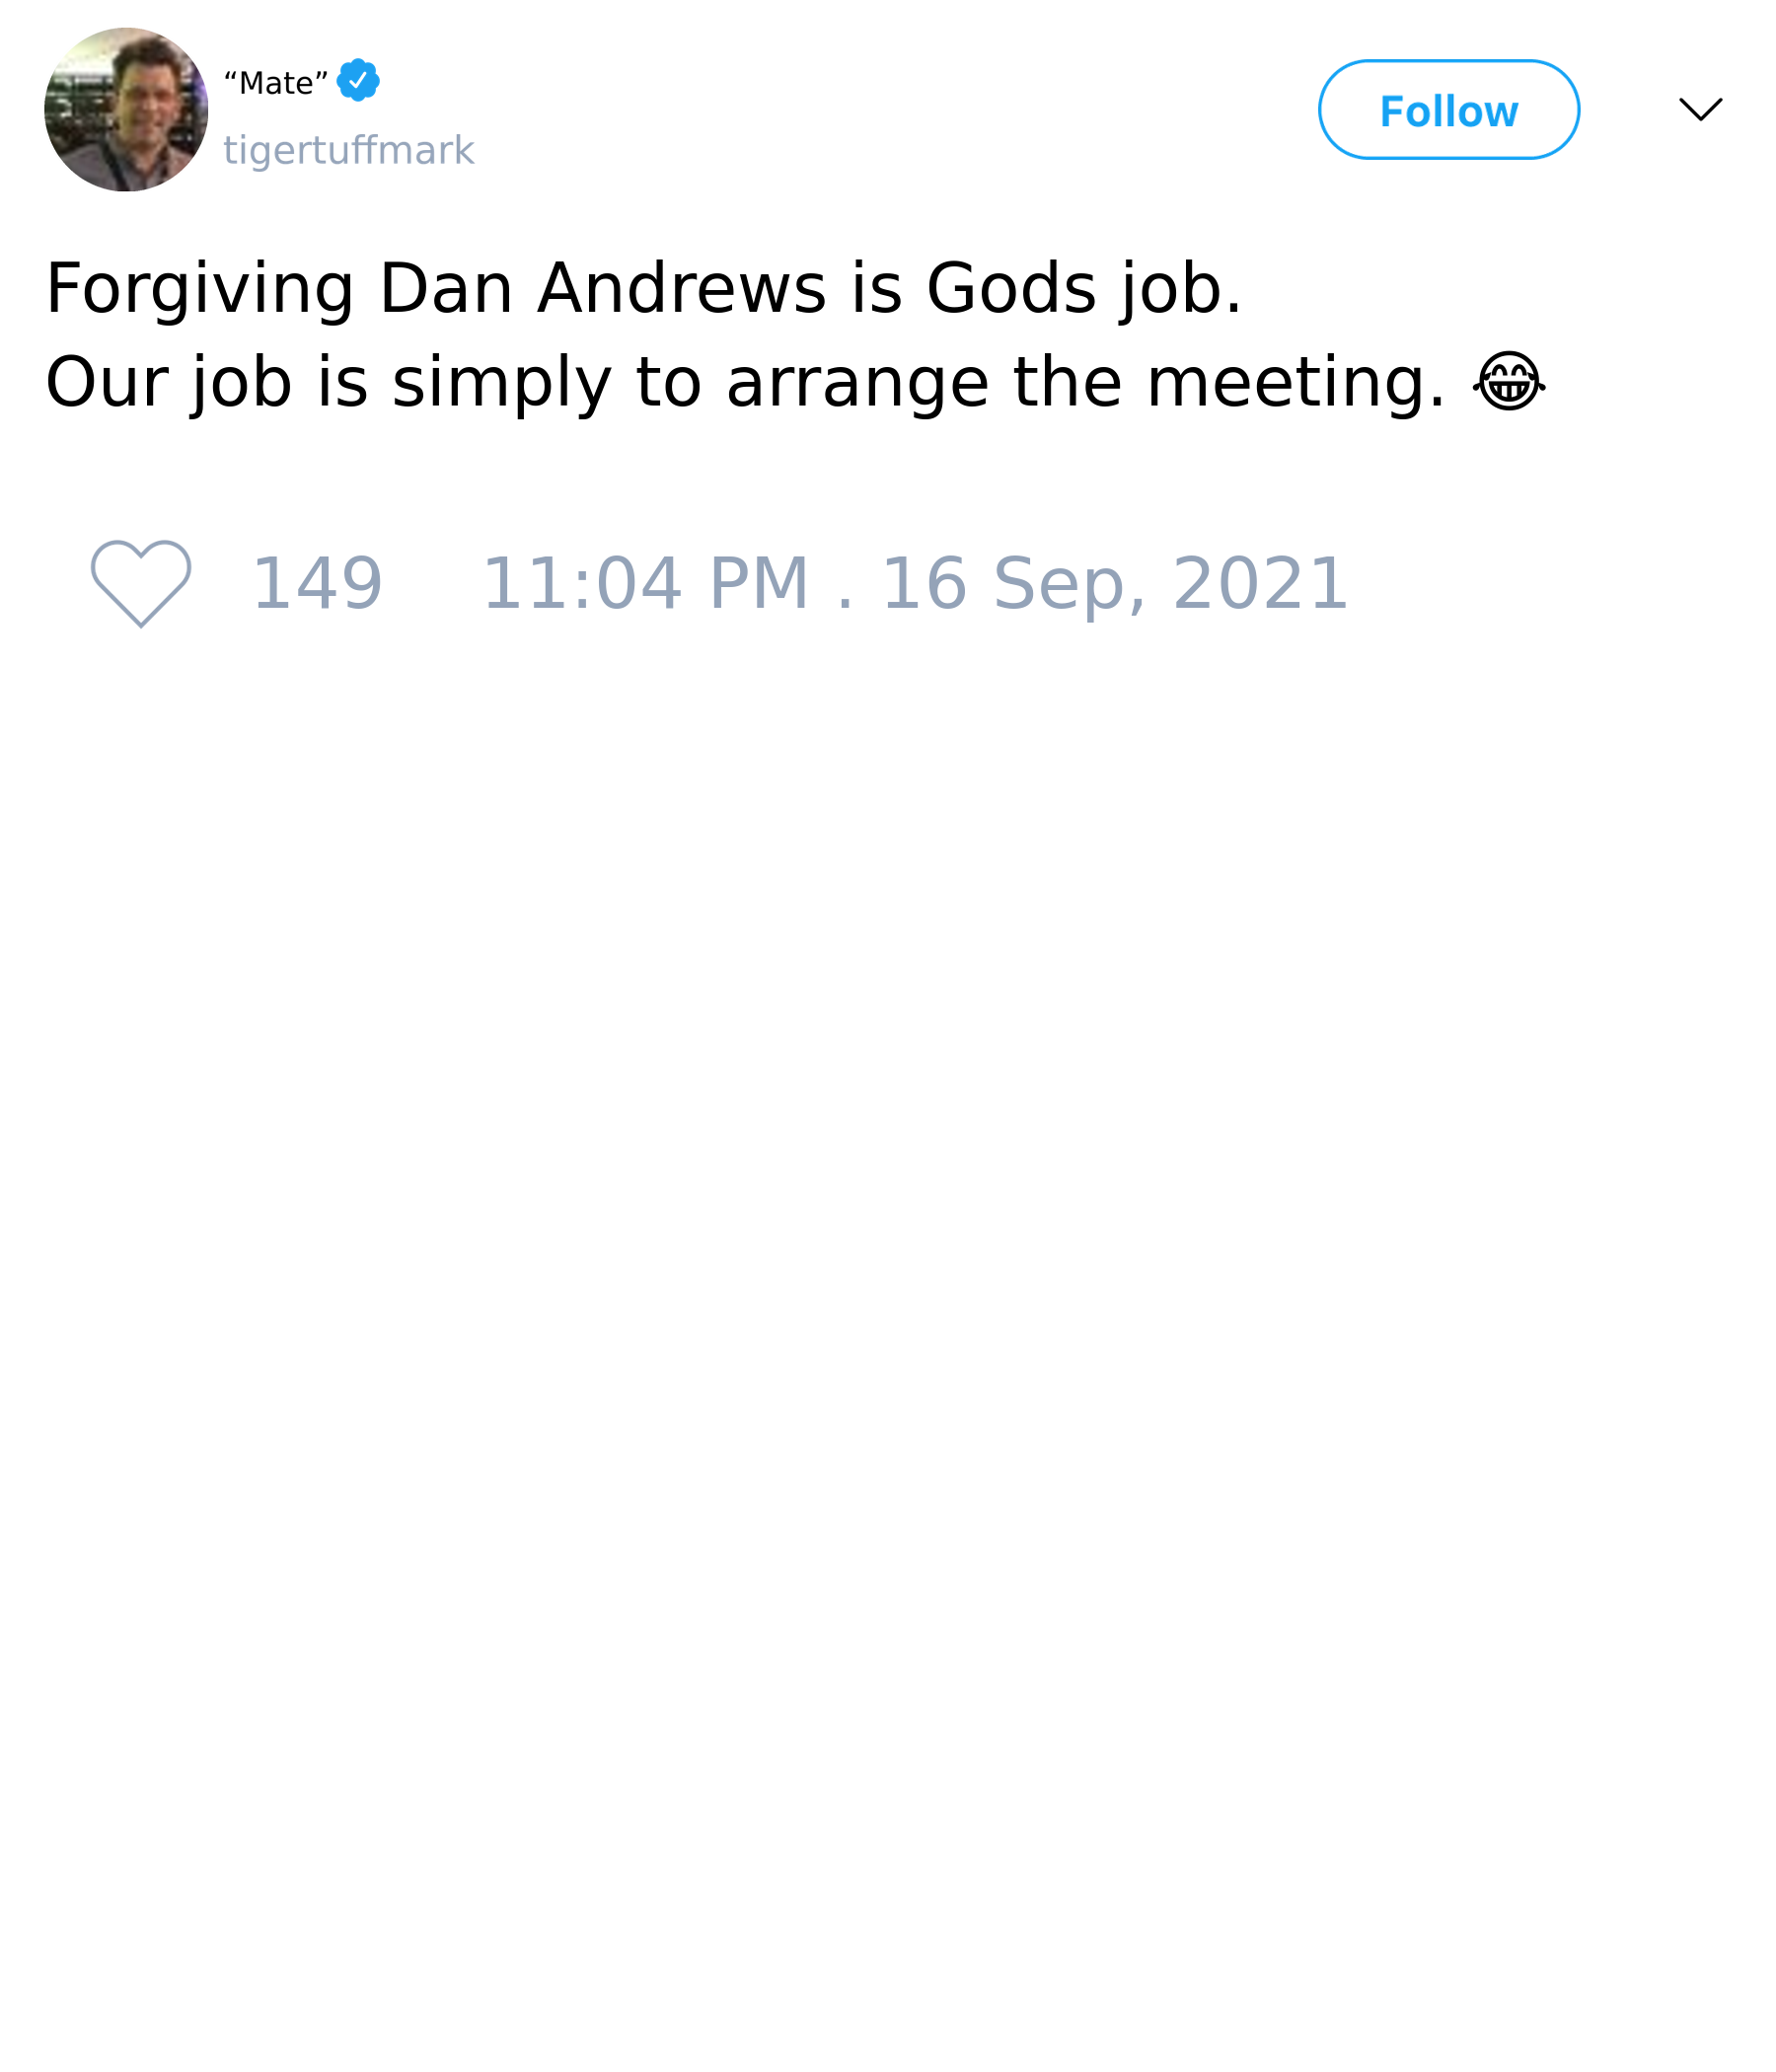 “Mate”
Follow
tigertuffmark
Forgiving Dan Andrews is Gods job.
Our job is simply to arrange the meeting. 😂
149 11:04 PM . 16 Sep, 2021